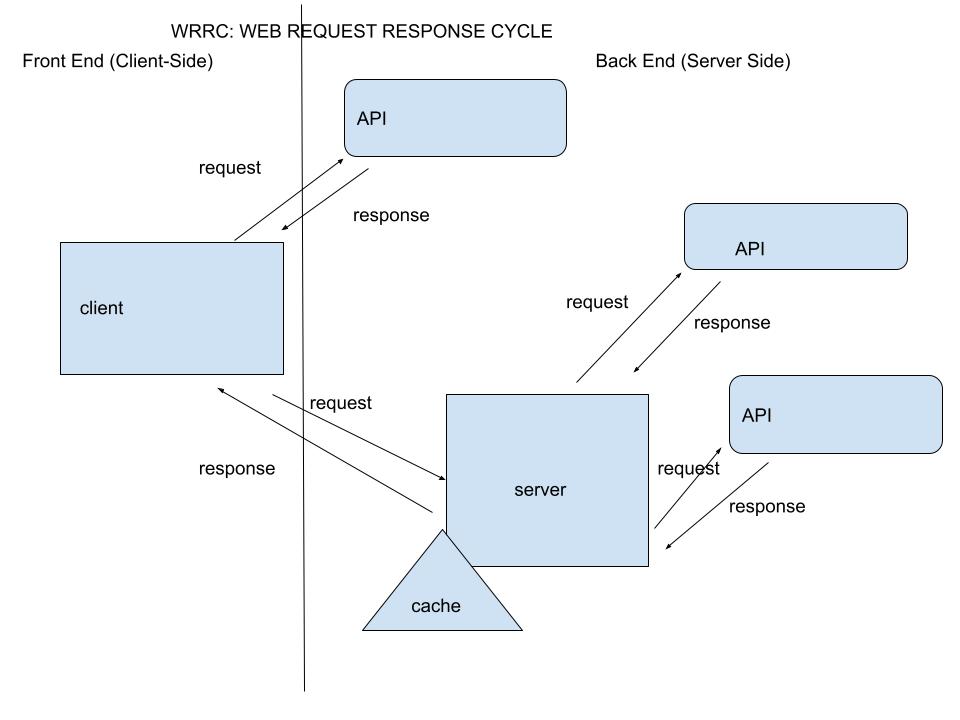 WRRC: WEB REQUEST RESPONSE CYCLE
Front End (Client-Side)
Back End (Server Side)
API
request
response
API
client
request
response
request
API
response
request
server
response
cache